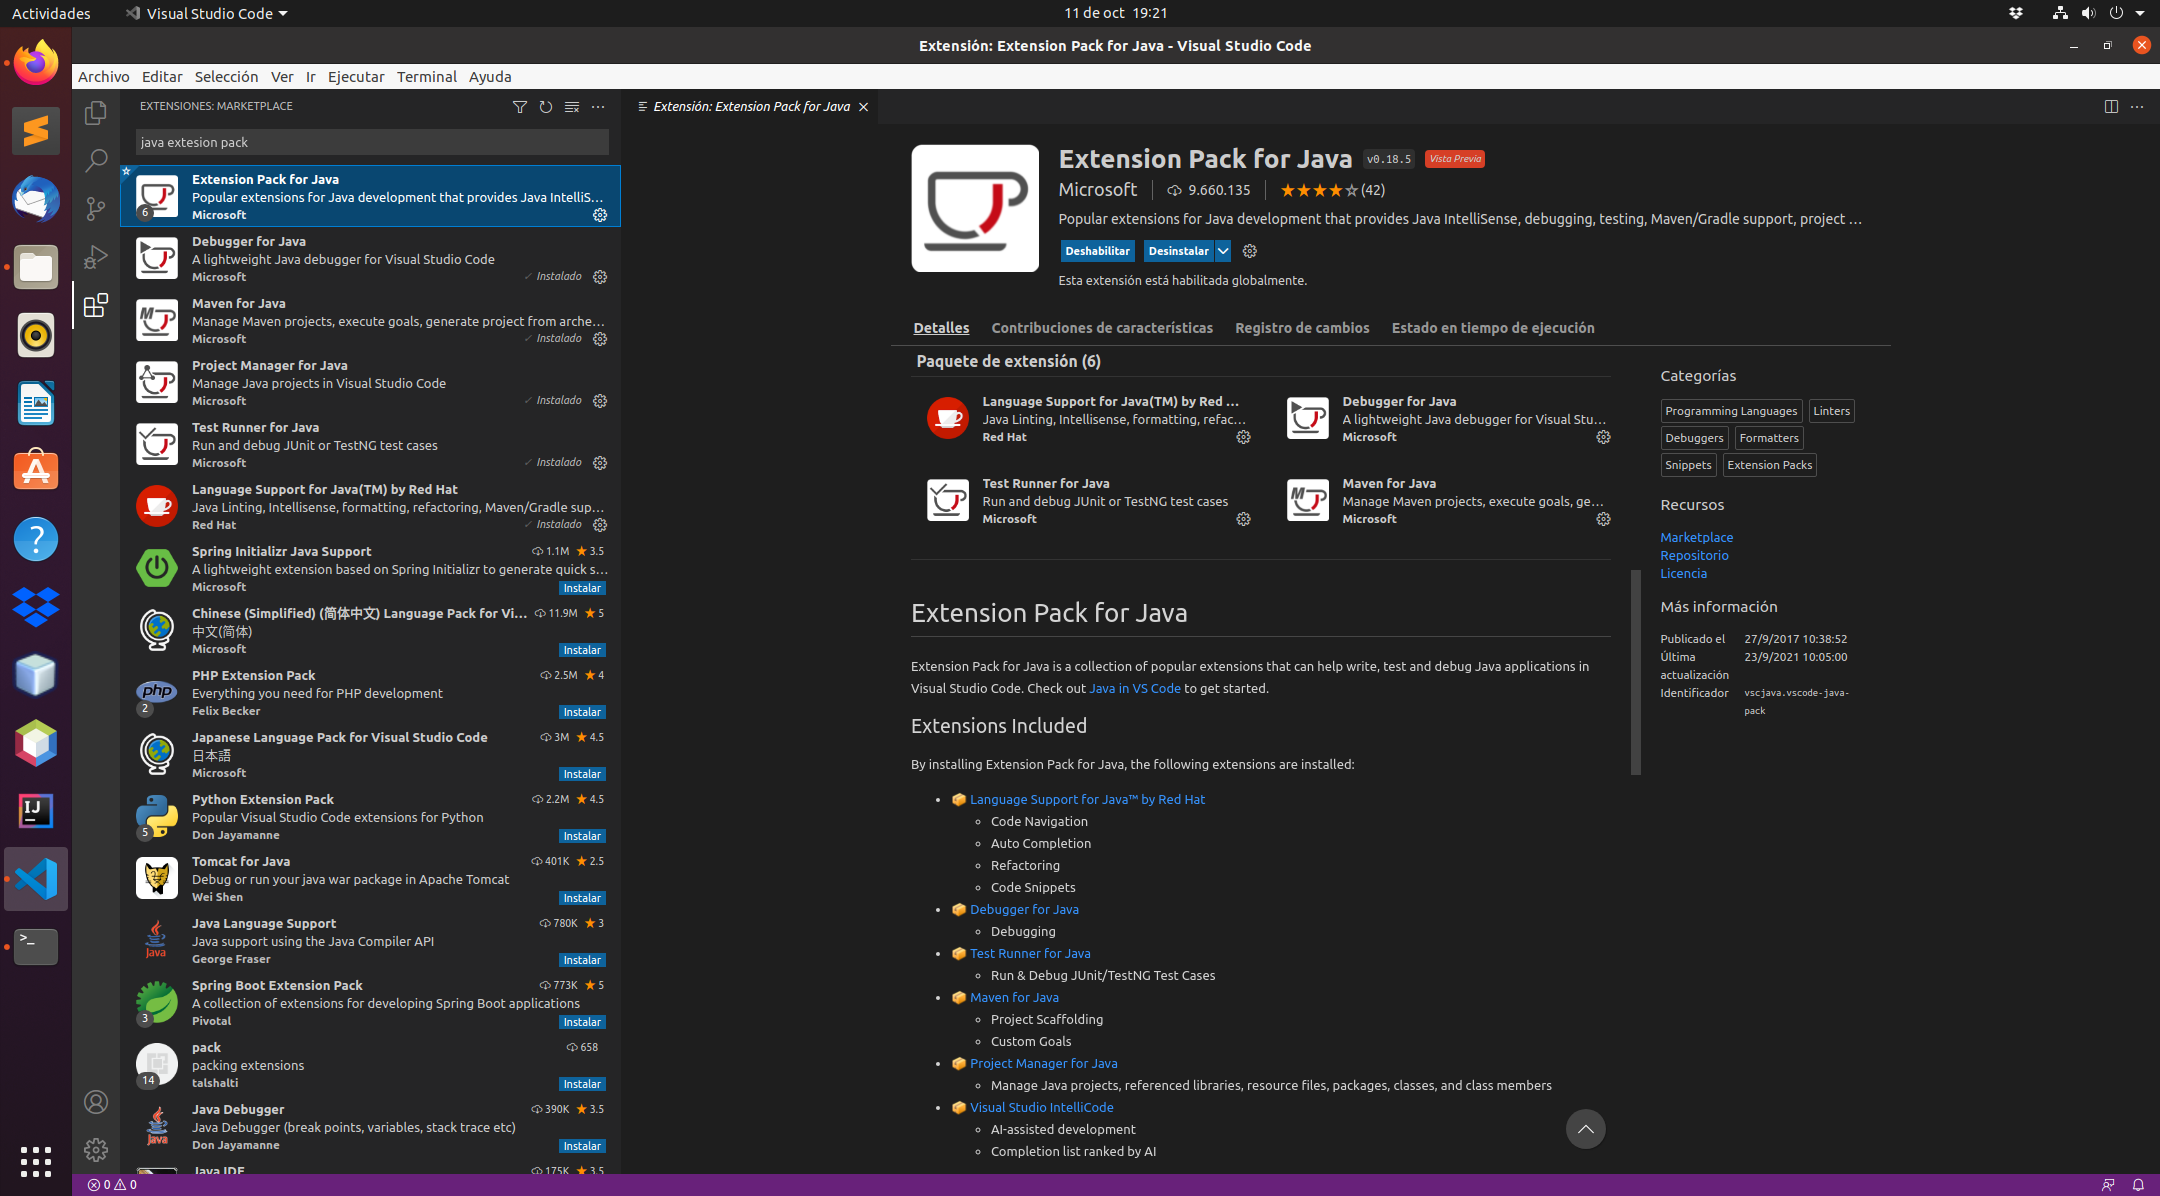 Actividades
Visual Studio Code
11 de oct 19:21
Extensión: Extension Pack for Java - Visual Studio Code
Archivo Editar Selección Ver Ir Ejecutar Terminal Ayuda
EXTENSIONES: MARKETPLACE
java extesion pack
Extension Pack for Java
Popular extensions for Java development that provides Java IntelliS...
Microsoft
6
Debugger for Java
A lightweight Java debugger for Visual Studio Code
Microsoft
✓ Instalado
Maven for Java
Manage Maven projects, execute goals, generate project from arche...
Microsoft
✓ Instalado
Project Manager for Java
Manage Java projects in Visual Studio Code
Microsoft
✓ Instalado
Test Runner for Java
Run and debug JUnit or TestNG test cases
Microsoft
✓ Instalado
Language Support for Java(TM) by Red Hat
Java Linting, Intellisense, formatting, refactoring, Maven/Gradle sup...
Red Hat
✓ Instalado
Spring Initializr Java Support 1.1M ★ 3.5
A lightweight extension based on Spring Initializr to generate quick s...
Microsoft
Instalar
Chinese (Simplified) (简体中文) Language Pack for Vi... 11.9M ★ 5
中文(简体)
Microsoft
Instalar
PHP Extension Pack 2.5M ★ 4
Everything you need for PHP development
php
2
Felix Becker
Instalar
Japanese Language Pack for Visual Studio Code 3M ★ 4.5
日本語
Microsoft
Instalar
Python Extension Pack 2.2M ★ 4.5
Popular Visual Studio Code extensions for Python
5
Don Jayamanne
Instalar
Tomcat for Java 401K ★ 2.5
Debug or run your java war package in Apache Tomcat
Wei Shen
Instalar
Java Language Support 780K ★ 3
Java support using the Java Compiler API
Java
George Fraser
Instalar
Spring Boot Extension Pack 773K ★ 5
A collection of extensions for developing Spring Boot applications
3
Pivotal
Instalar
pack 658
packing extensions
14
talshalti
Instalar
Java Debugger 390K ★ 3.5
Java Debugger (break points, variables, stack trace etc)
Java
Don Jayamanne
Instalar
Java IDE 175K ★ 3.5
Extensión: Extension Pack for Java
Extension Pack for Java v0.18.5 Vista Previa
Microsoft 9.660.135 ★★★★☆(42)
Popular extensions for Java development that provides Java IntelliSense, debugging, testing, Maven/Gradle support, project ...
Deshabilitar Desinstalar
Esta extensión está habilitada globalmente.
Detalles Contribuciones de características Registro de cambios Estado en tiempo de ejecución
Paquete de extensión (6)
Language Support for Java(TM) by Red ...
Java Linting, Intellisense, formatting, refac...
Red Hat
Debugger for Java
A lightweight Java debugger for Visual Stu...
Microsoft
Test Runner for Java
Run and debug JUnit or TestNG test cases
Microsoft
Maven for Java
Manage Maven projects, execute goals, ge...
Microsoft
Extension Pack for Java
Extension Pack for Java is a collection of popular extensions that can help write, test and debug Java applications in
Visual Studio Code. Check out Java in VS Code to get started.
Extensions Included
By installing Extension Pack for Java, the following extensions are installed:
• 📦 Language Support for Java™ by Red Hat
◦ Code Navigation
◦ Auto Completion
◦ Refactoring
◦ Code Snippets
• 📦 Debugger for Java
◦ Debugging
• 📦 Test Runner for Java
◦ Run & Debug JUnit/TestNG Test Cases
• 📦 Maven for Java
◦ Project Scaffolding
◦ Custom Goals
• 📦 Project Manager for Java
◦ Manage Java projects, referenced libraries, resource files, packages, classes, and class members
• 📦 Visual Studio IntelliCode
◦ AI-assisted development
◦ Completion list ranked by AI
Categorías
Programming Languages Linters
Debuggers Formatters
Snippets Extension Packs
Recursos
Marketplace
Repositorio
Licencia
Más información
Publicado el 27/9/2017 10:38:52
Última 23/9/2021 10:05:00
actualización
Identificador vscjava.vscode-java-
pack
IJ
0 0